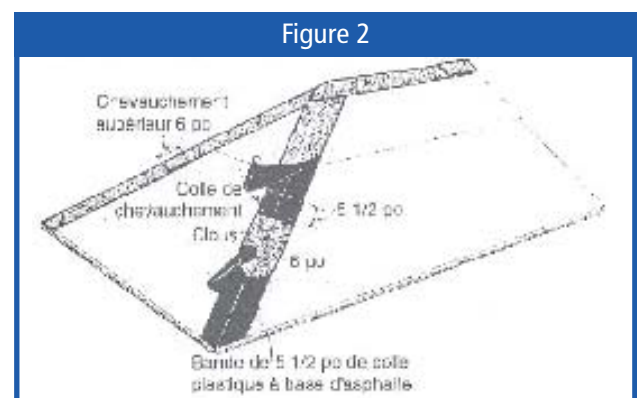 Figure 2
Chevauchement
supérieur 6 po
Colle de
chevauchement
Clous
5 1/2 po
6 po
Bande de 5 1/2 po de colle
plastique à base d'asphalte